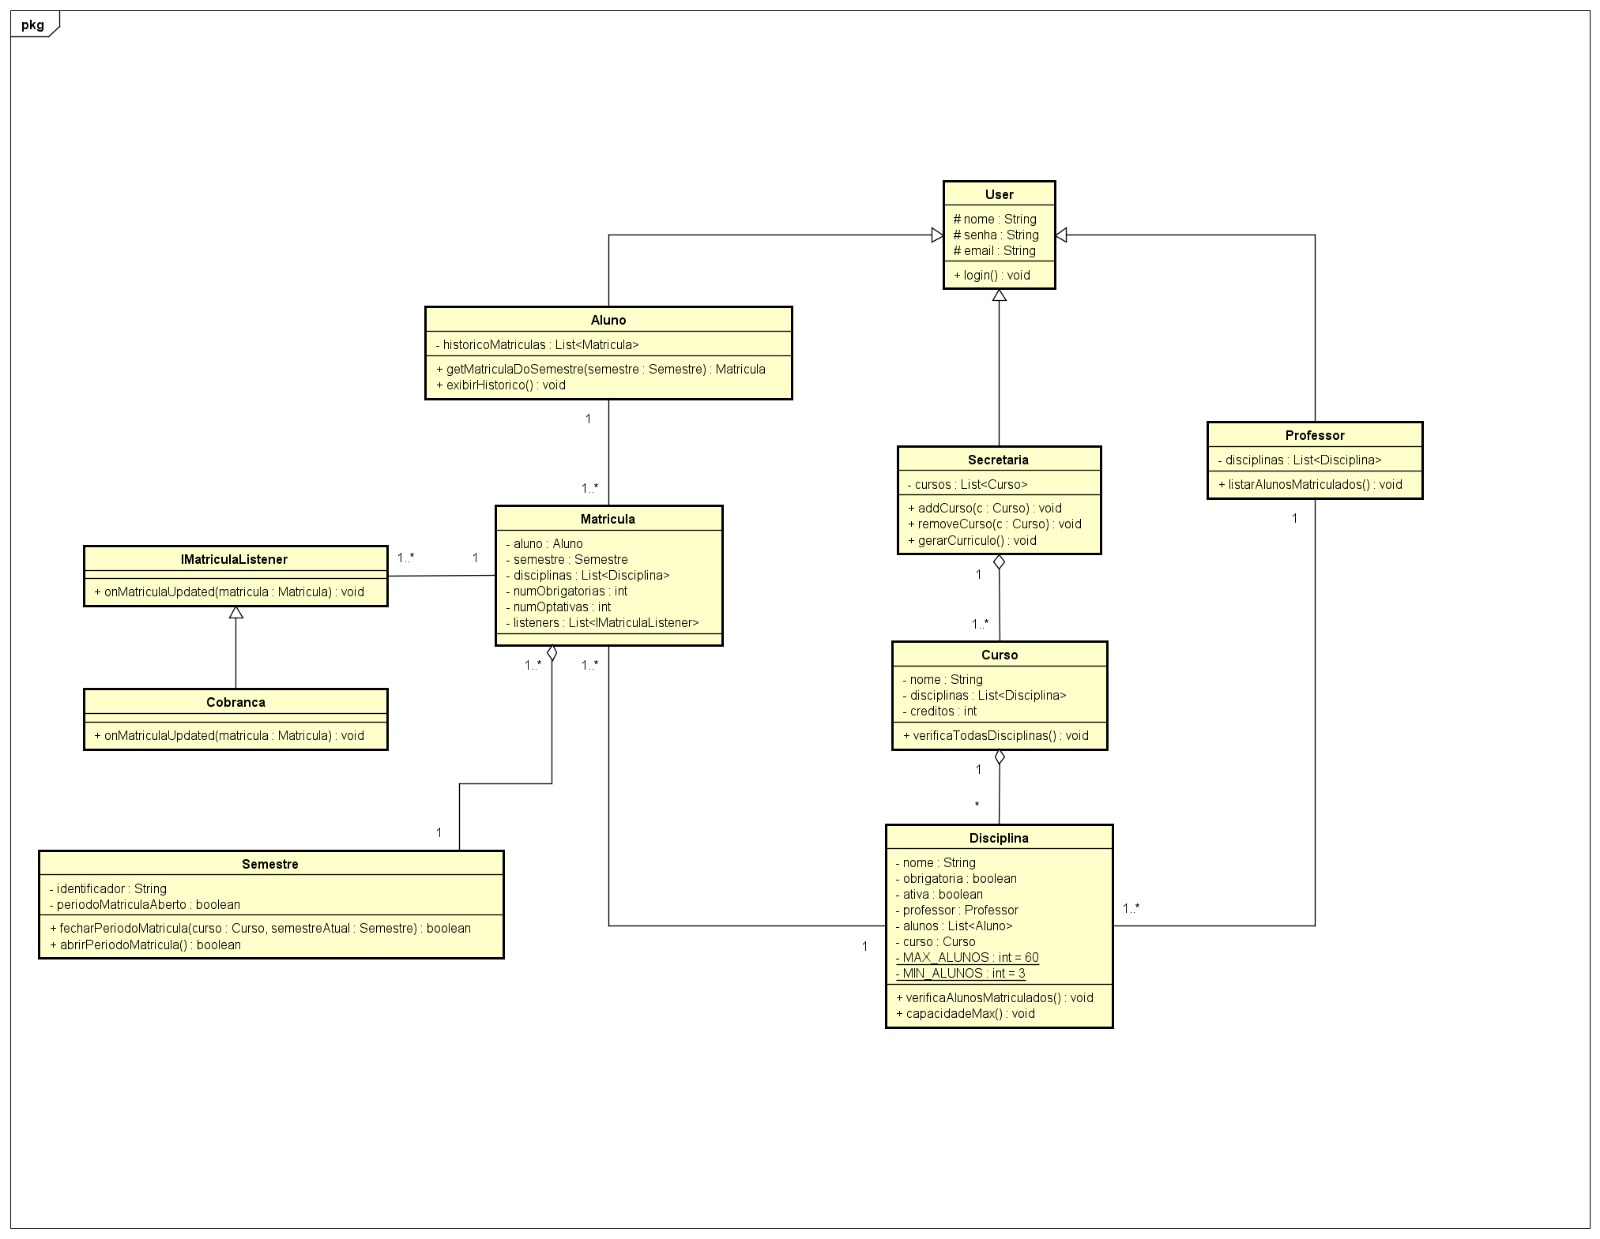 pkg
User
# nome : String
# senha : String
# email : String
+ login() : void
Aluno
- historicoMatriculas : List<Matricula>
+ getMatriculaDoSemestre(semestre : Semestre) : Matricula
+ exibirHistorico() : void
1
1..*
Professor
- disciplinas : List<Disciplina>
+ listarAlunosMatriculados() : void
1
Secretaria
- cursos : List<Curso>
+ addCurso(c : Curso) : void
+ removeCurso(c : Curso) : void
+ gerarCurriculo() : void
1
1..*
Matricula
- aluno : Aluno
- semestre : Semestre
- disciplinas : List<Disciplina>
- numObrigatorias : int
- numOptativas : int
- listeners : List<IMatriculaListener>
1..*
1
IMatriculaListener
+ onMatriculaUpdated(matricula : Matricula) : void
1..*
1..*
Curso
- nome : String
- disciplinas : List<Disciplina>
- creditos : int
+ verificaTodasDisciplinas() : void
1
*
Cobranca
+ onMatriculaUpdated(matricula : Matricula) : void
1
Semestre
- identificador : String
- periodoMatriculaAberto : boolean
+ fecharPeriodoMatricula(curso : Curso, semestreAtual : Semestre) : boolean
+ abrirPeriodoMatricula() : boolean
Disciplina
- nome : String
- obrigatoria : boolean
- ativa : boolean
- professor : Professor
- alunos : List<Aluno>
- curso : Curso
- MAX_ALUNOS : int = 60
- MIN_ALUNOS : int = 3
+ verificaAlunosMatriculados() : void
+ capacidadeMax() : void
1..*
1